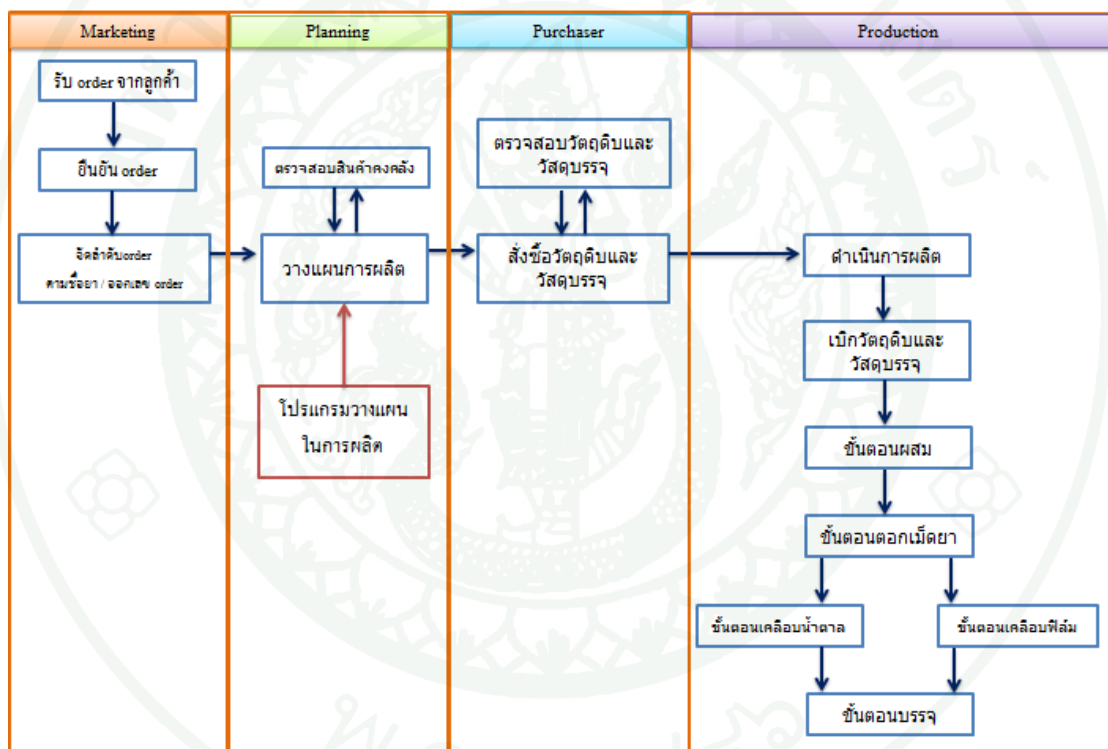 Marketing
Planning
Purchaser
Production
รับ order จากลูกค้า
ยืนยัน order
จัดลำดับorder
ตามชื่อยา / ออกเลข order
ตรวจสอบสินค้าคงคลัง
วางแผนการผลิต
โปรแกรมวางแผน
ในการผลิต
ตรวจสอบวัตถุดิบและ
วัสดุบรรจุ
สั่งซื้อวัตถุดิบและ
วัสดุบรรจุ
ดำเนินการผลิต
เบิกวัตถุดิบและ
วัสดุบรรจุ
ขั้นตอนผสม
ขั้นตอนตอกเม็ดยา
ขั้นตอนเคลือบน้ำตาล
ขั้นตอนเคลือบฟิล์ม
ขั้นตอนบรรจุ